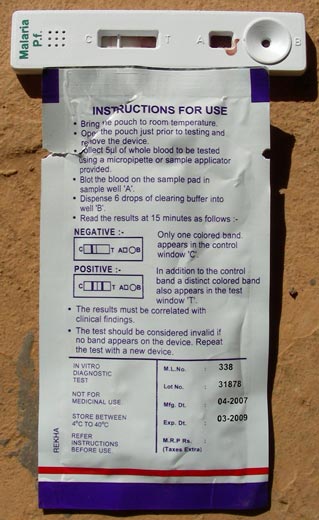 Malaria
P.f.
C T A B
INSTRUCTIONS FOR USE
• Bring the pouch to room temperature.
• Open the pouch just prior to testing and
remove the device.
• Collect 5µl of whole blood to be tested
using a micropipette or sample applicator
provided.
• Blot the blood on the sample pad in
sample well 'A'.
• Dispense 6 drops of clearing buffer into
well 'B'.
• Read the results at 15 minutes as follows :-
NEGATIVE :-
C T A B
Only one colored band
appears in the control
window 'C'.
POSITIVE :-
C T A B
In addition to the control
band a distinct colored band
also appears in the test
window 'T'.
• The results must be correlated with
clinical findings.
• The test should be considered invalid if
no band appears on the device. Repeat
the test with a new device.
IN VITRO
DIAGNOSTIC
TEST
NOT FOR
MEDICINAL USE
STORE BETWEEN
4°C TO 40°C
REFER
INSTRUCTIONS
BEFORE USE.
REKHA
M.L.No. : 338
Lot No. : 31878
Mfg. Dt. : 04-2007
Exp. Dt. : 03-2009
M.R.P Rs. :
(Taxes Extra)